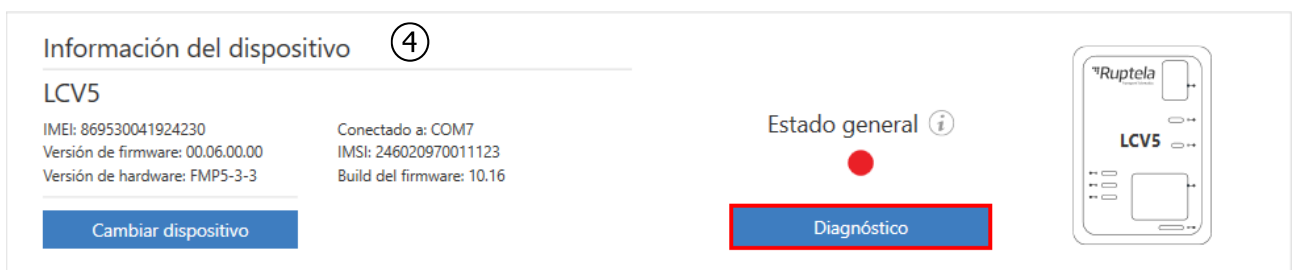 Información del dispositivo
4
LCV5
IMEI: 869530041924230
Versión de firmware: 00.06.00.00
Versión de hardware: FMP5-3-3
Conectado a: COM7
IMSI: 246020970011123
Build del firmware: 10.16
Cambiar dispositivo
Estado general i
Diagnóstico
Ruptela
LCV5